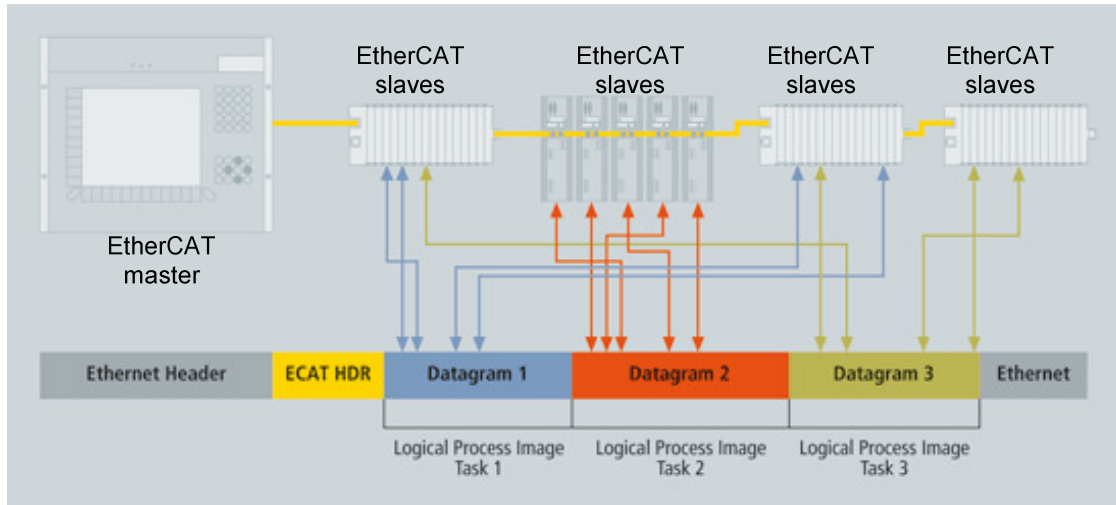 EtherCAT
slaves
EtherCAT
slaves
EtherCAT
slaves
EtherCAT
slaves
EtherCAT
master
Ethernet Header
ECAT HDR
Datagram 1
Datagram 2
Datagram 3
Ethernet
Logical Process Image
Task 1
Logical Process Image
Task 2
Logical Process Image
Task 3